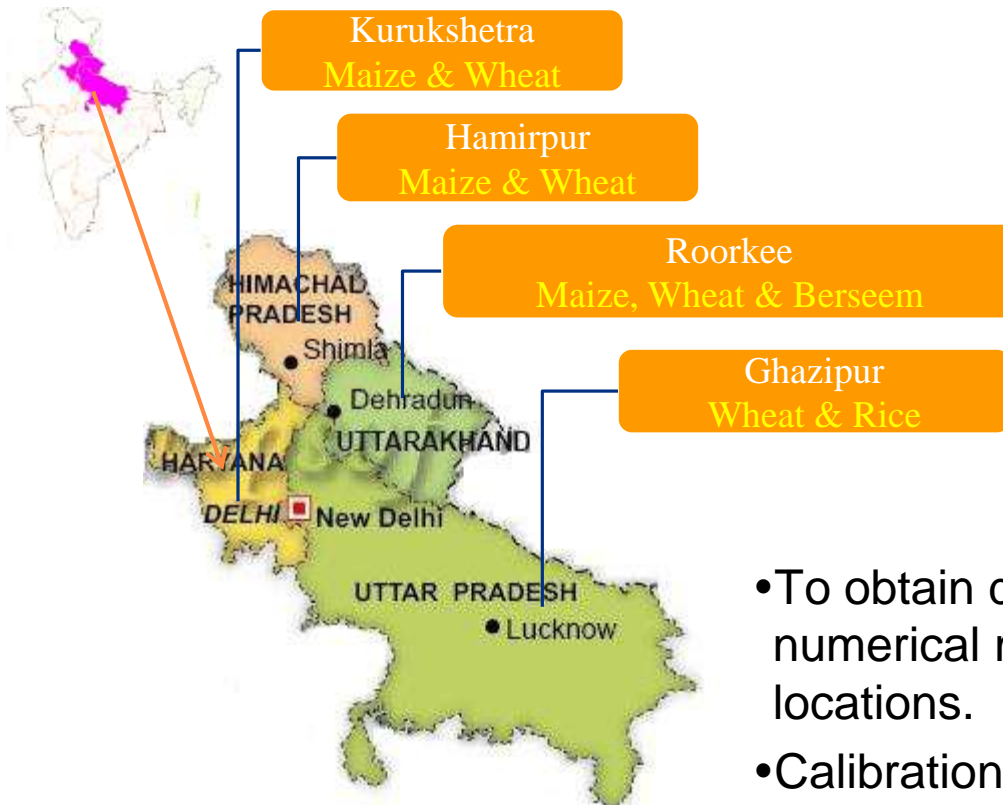 Kurukshetra
Maize & Wheat
Hamirpur
Maize & Wheat
Roorkee
Maize, Wheat & Berseem
Ghazipur
Wheat & Rice
HIMACHAL
PRADESH
Shimla
Dehradun
UTTARAKHAND
HARYANA
DELHI
New Delhi
UTTAR PRADESH
Lucknow
•To obtain
numerical
locations.
•Calibration